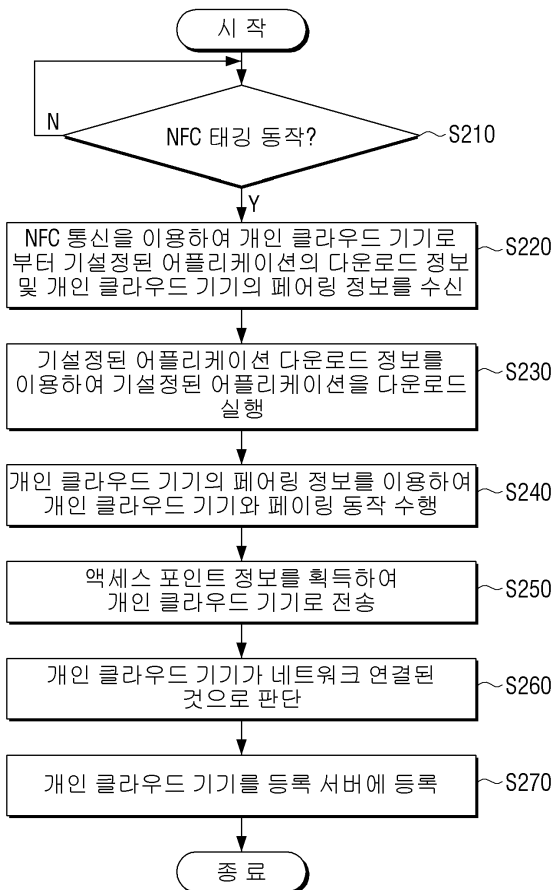 시 작
NFC 태깅 동작?
S210
N
Y
NFC 통신을 이용하여 개인 클라우드 기기로
부터 기설정된 어플리케이션의 다운로드 정보
및 개인 클라우드 기기의 페어링 정보를 수신
S220
기설정된 어플리케이션 다운로드 정보를
이용하여 기설정된 어플리케이션을 다운로드
실행
S230
개인 클라우드 기기의 페어링 정보를 이용하여
개인 클라우드 기기와 페이링 동작 수행
S240
액세스 포인트 정보를 획득하여
개인 클라우드 기기로 전송
S250
개인 클라우드 기기가 네트워크 연결된
것으로 판단
S260
개인 클라우드 기기를 등록 서버에 등록
S270
종 료